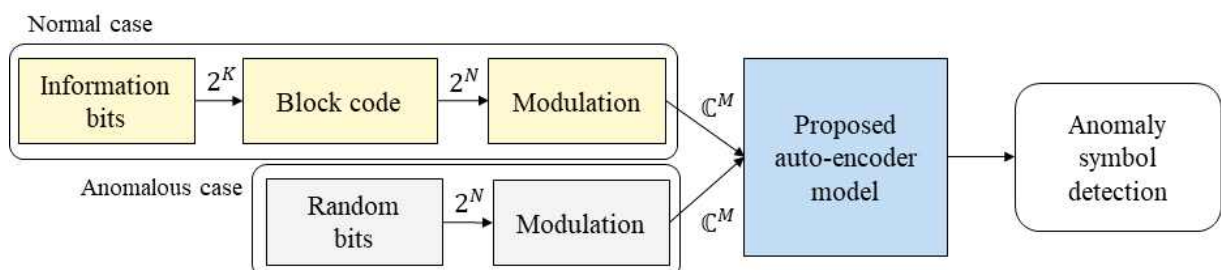 Normal case
Information
bits
2^K
Block code
2^N
Modulation
ℂ^M
Proposed
auto-encoder
model
Anomaly
symbol
detection
Anomalous case
Random
bits
2^N
Modulation
ℂ^M